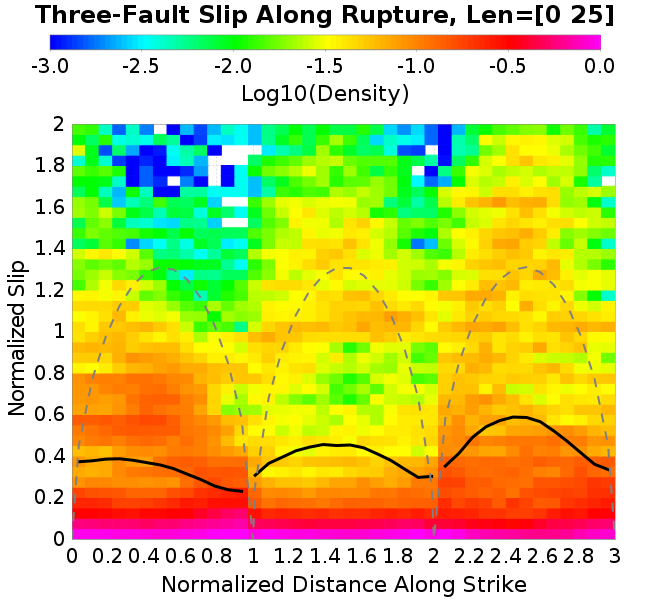 Three-Fault Slip Along Rupture, Len=[0 25]
-3.0 -2.5 -2.0 -1.5 -1.0 -0.5 0.0
Log10(Density)
2
1.8
1.6
1.4
1.2
1
0.8
0.6
0.4
0.2
0
Normalized Slip
0 0.2 0.4 0.6 0.8 1 1.2 1.4 1.6 1.8 2 2.2 2.4 2.6 2.8 3
Normalized Distance Along Strike